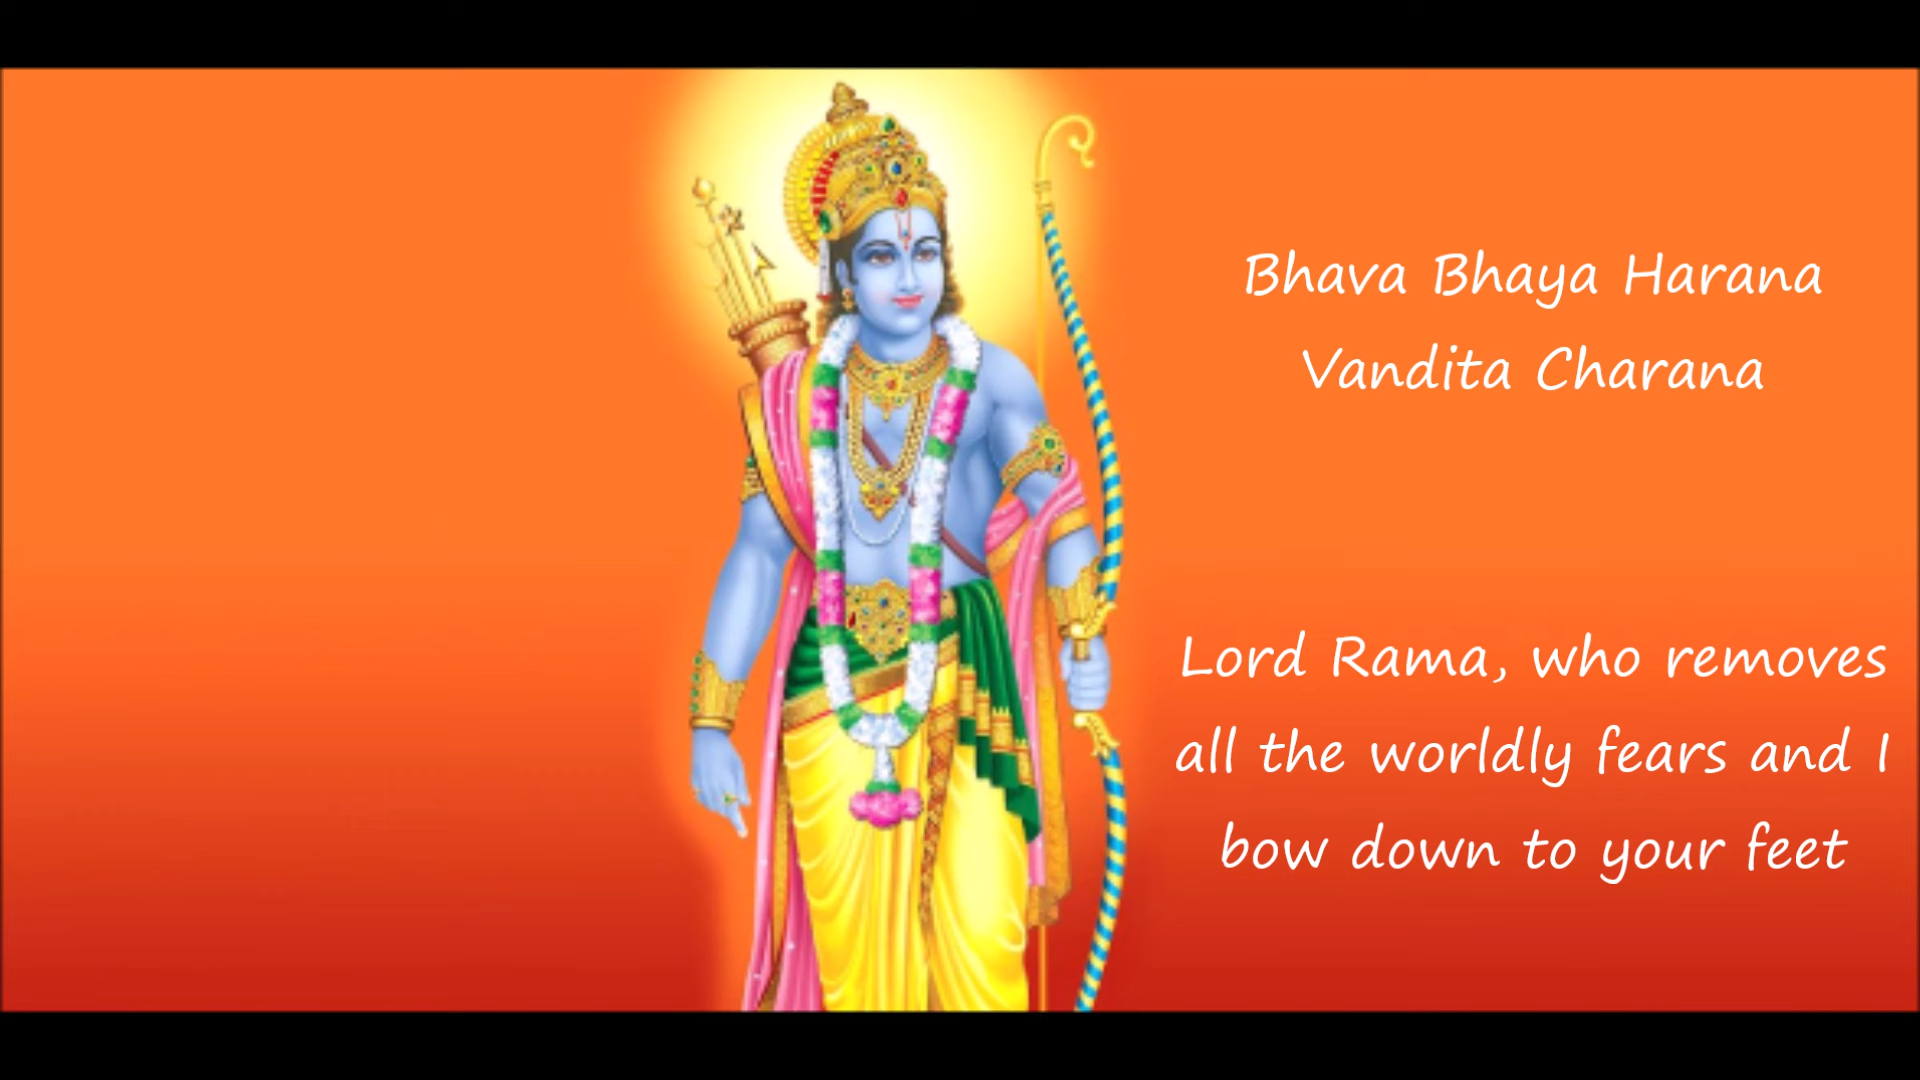 Bhava Bhaya Harana
Vandita Charana
Lord Rama, who removes
all the worldly fears and I
bow down to your feet